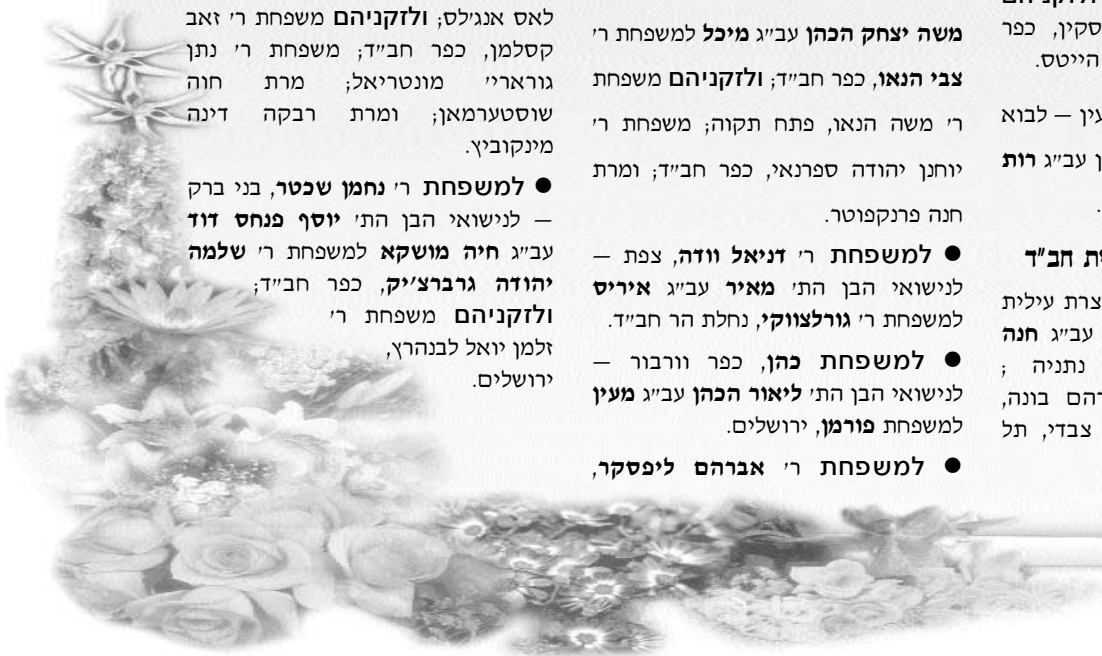 ולזקניהם
סקין, כפר
הייטס.
עין – לבוא
ן עב״ג רות
.
ת חב"ד
צרת עילית
עב״ג חנה
נתניה ;
רהם בונה,
צבדי, תל
משה יצחק הכהן עב״ג מיכל למשפחת ר׳
צבי הנאו, כפר חב״ד; ולזקניהם משפחת
ר׳ משה הנאו, פתח תקוה; משפחת ר׳
יוחנן יהודה ספרנאי, כפר חב״ד; ומרת
חנה פרנקפוטר.
● למשפחת ר׳ דניאל וודה, צפת –
לנישואי הבן הת׳ מאיר עב״ג איריס
למשפחת ר׳ גורלצווקי, נחלת הר חב״ד.
● למשפחת כהן, כפר וורבור –
לנישואי הבן הת׳ ליאור הכהן עב״ג מעין
למשפחת פורמן, ירושלים.
● למשפחת ר׳ אברהם ליפסקר,
לאס אנג׳לס; ולזקניהם משפחת ר׳ זאב
קסלמן, כפר חב״ד; משפחת ר׳ נתן
גורארי׳ מונטריאל; מרת חוה
שוסטערמאן; ומרת רבקה דינה
מינקוביץ.
● למשפחת ר׳ נחמן שכטר, בני ברק
– לנישואי הבן הת׳ יוסף פנחס דוד
עב״ג חיה מושקא למשפחת ר׳ שלמה
יהודה גרברצ׳יק, כפר חב״ד;
ולזקניהם משפחת ר׳
זלמן יואל לבנהרץ,
ירושלים.